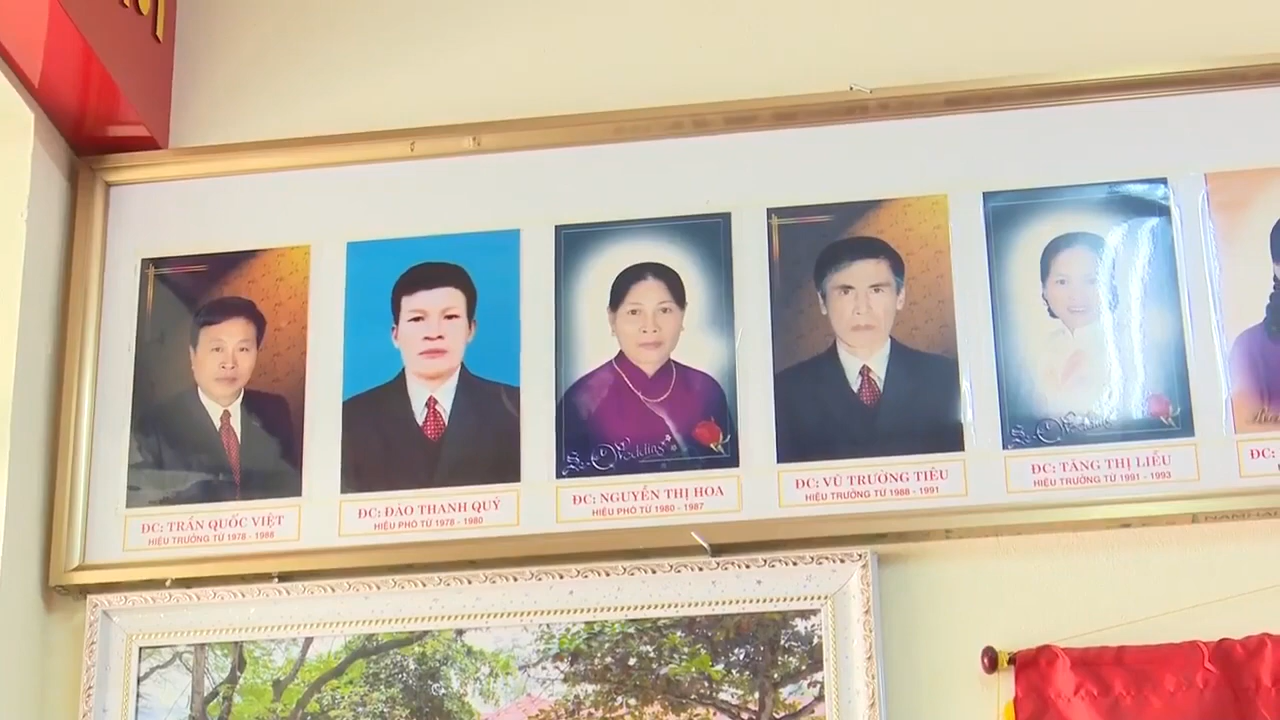 ĐC: TRẦN QUỐC VIỆT
HIỆU TRƯỞNG TỪ 1978 - 1988
ĐC: ĐÀO THANH QUÝ
HIỆU PHÓ TỪ 1978 - 1980
Wedding
ĐC: NGUYỄN THỊ HOA
HIỆU PHÓ TỪ 1980 - 1987
ĐC: VŨ TRƯỜNG TIÊU
HIỆU TRƯỞNG TỪ 1988 - 1991
Wedding
ĐC: TĂNG THỊ LIỄU
HIỆU TRƯỞNG TỪ 1991 - 1993
ĐC: